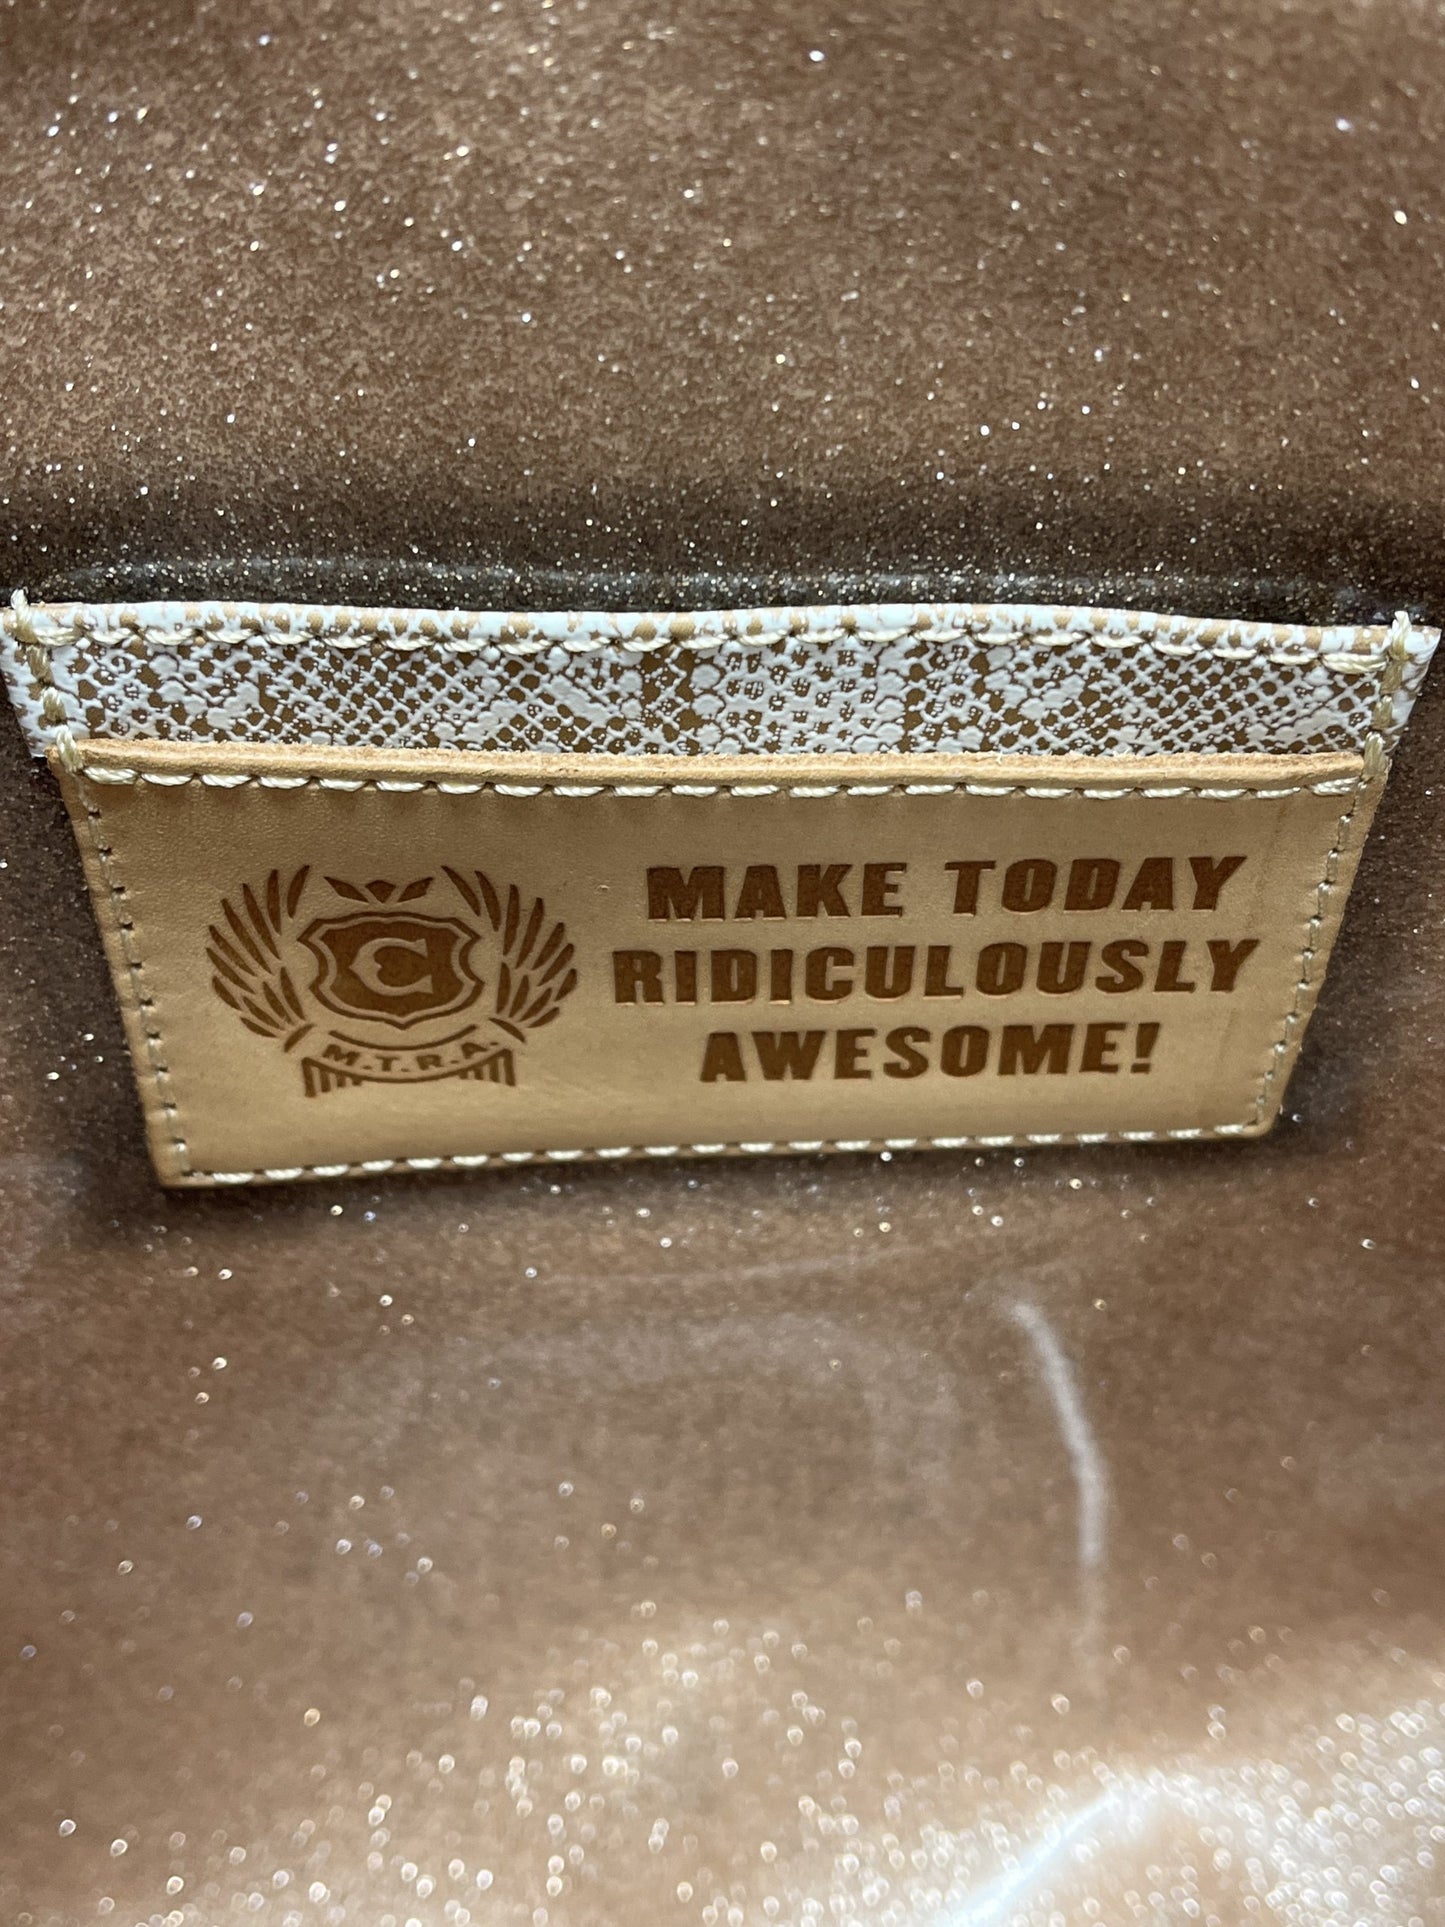 C
M.T.R.A.
MAKE TODAY
RIDICULOUSLY
AWESOME!